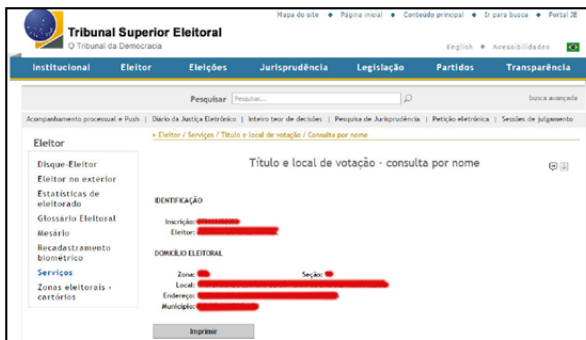 Mapa do site ◆ Página inicial ◆ Conteúdo principal ◆ Ir para busca ◆ Portal JE
Tribunal Superior Eleitoral
O Tribunal da Democracia
English ◆ Acessibilidades
Institucional Eleitor Eleições Jurisprudência Legislação Partidos Transparência
Pesquisar Pesquisar... busca avançada
Acompanhamento processual e Push | Diário da Justiça Eletrônico | Inteiro teor de decisões | Pesquisa de Jurisprudência | Petição eletrônica | Sessões de julgamento
» Eleitor / Serviços / Título e local de votação / Consulta por nome
Eleitor
Disque-Eleitor
Eleitor no exterior
Estatísticas de
eleitorado
Glossário Eleitoral
Mesário
Recadastramento
biométrico
Serviços
Zonas eleitorais -
cartórios
Título e local de votação - consulta por nome
IDENTIFICAÇÃO
Inscrição:
Eleitor:
DOMICÍLIO ELEITORAL
Zona: Seção:
Local:
Endereço:
Município:
Imprimir